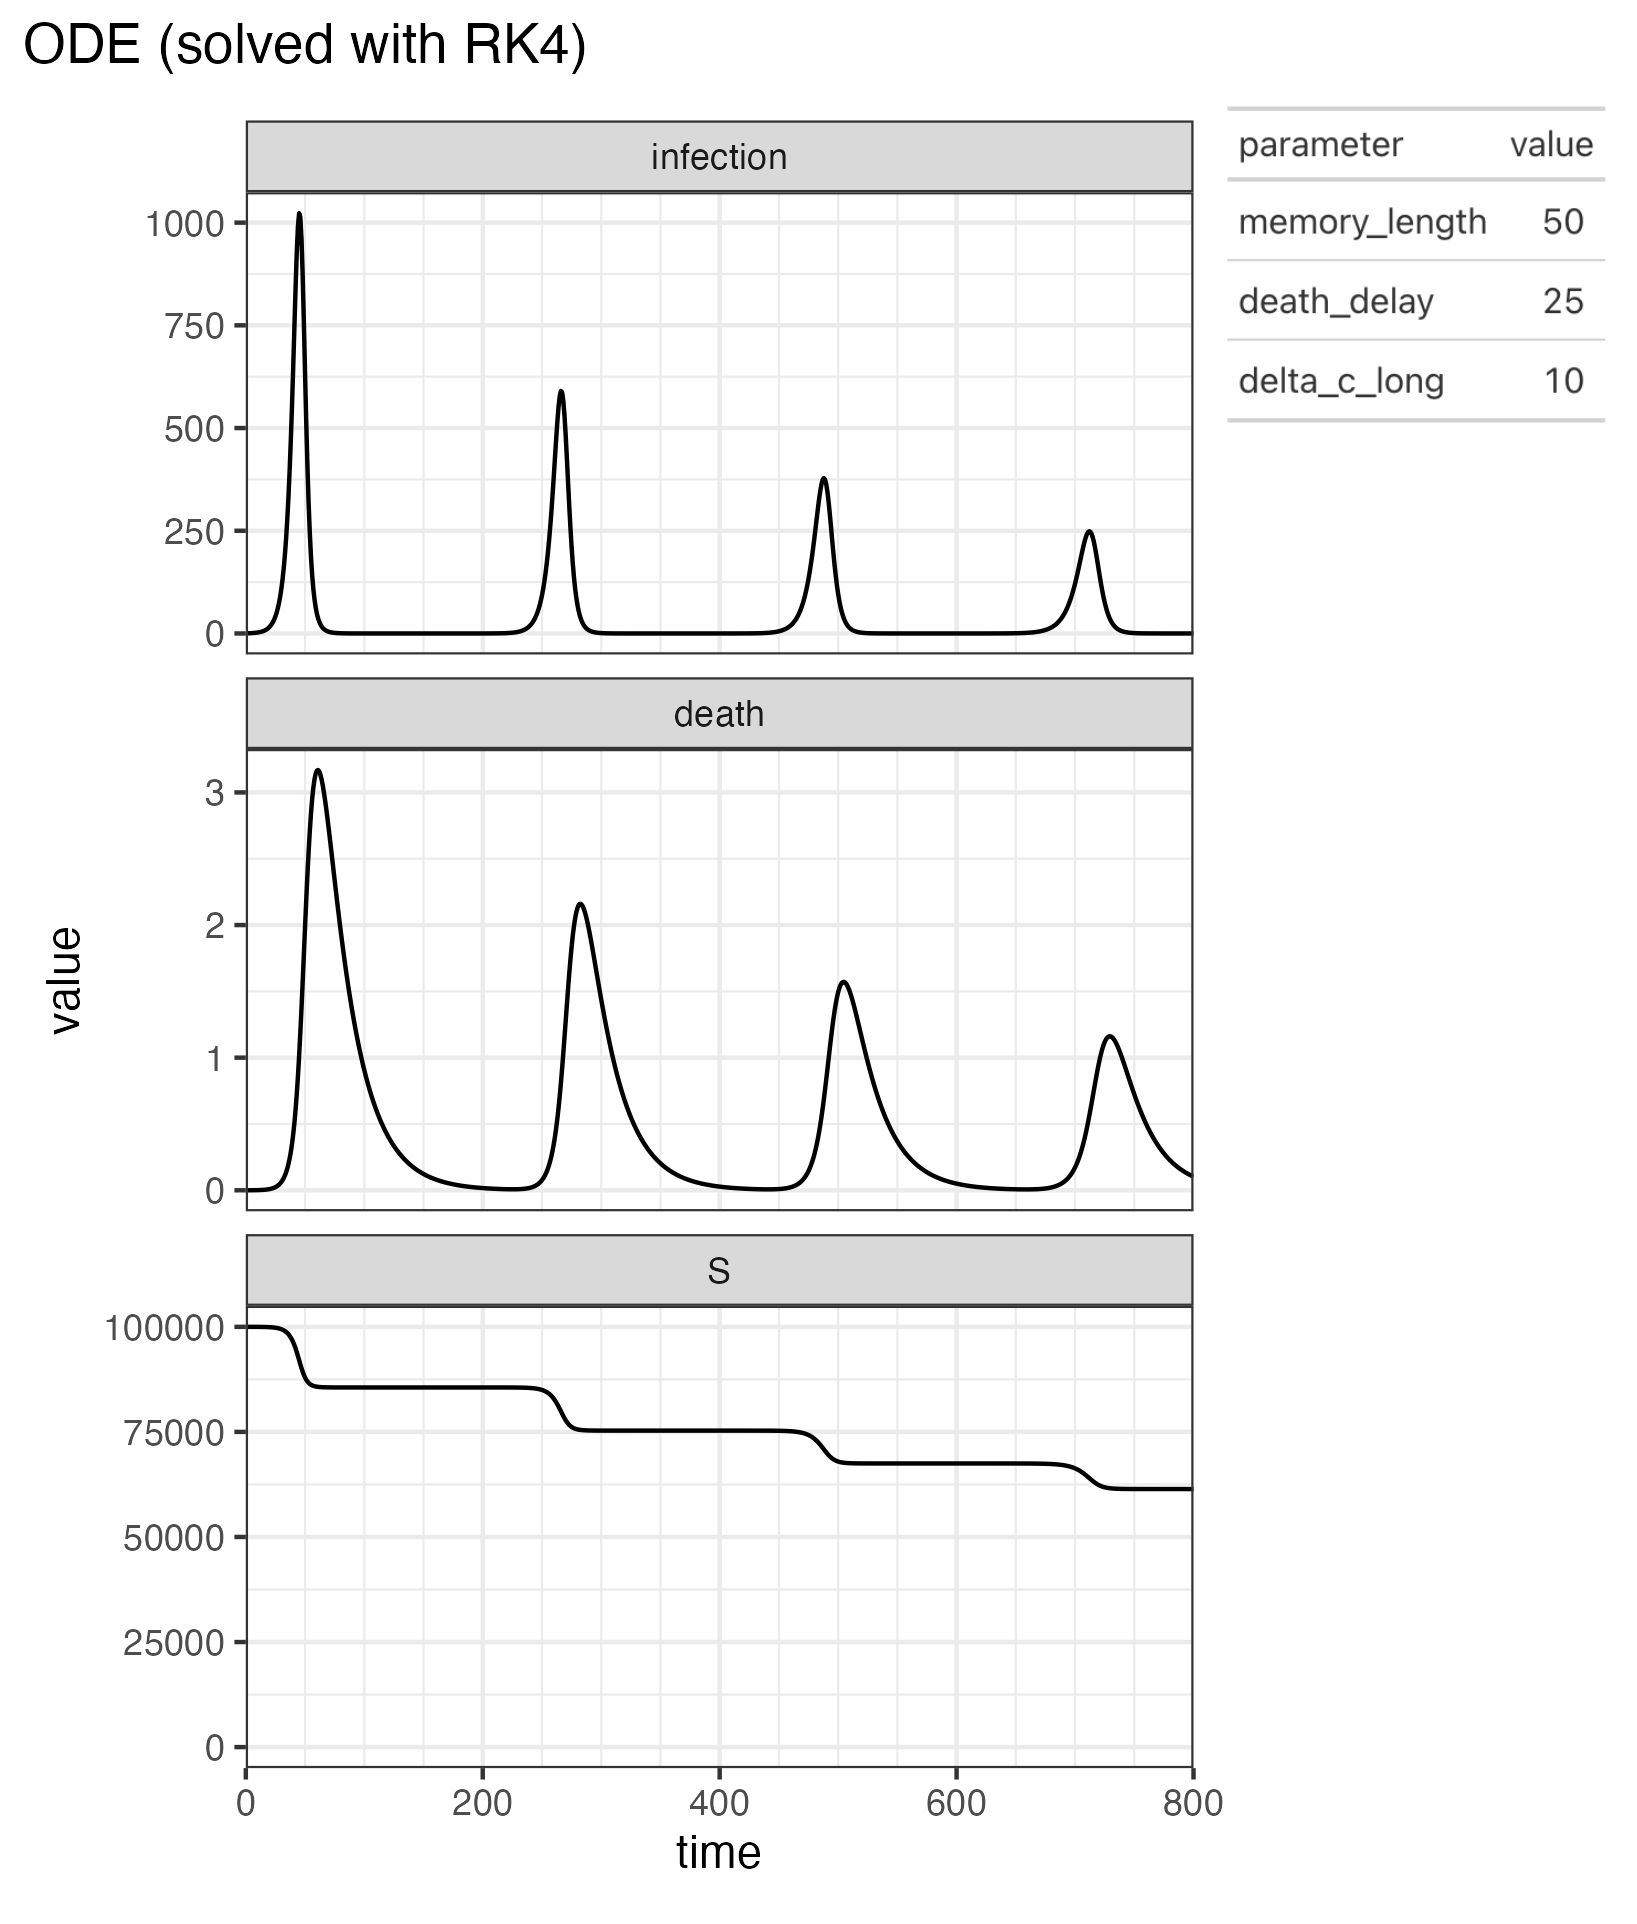 ODE (solved with RK4)
infection
1000
750
500
250
0
parameter value
memory_length 50
death_delay 25
delta_c_long 10
death
3
2
1
0
value
S
100000
75000
50000
25000
0
0 200 400 600 800
time